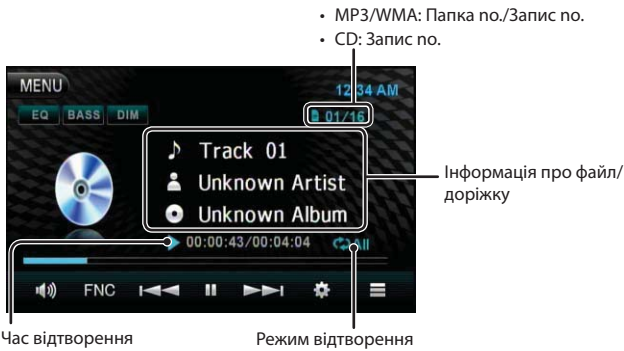 • MP3/WMA: Папка no./Запис no.
• CD: Запис no.
MENU
12:34 AM
EQ BASS DIM
01/16
Track 01
Unknown Artist
Unknown Album
Інформація про файл/
доріжку
00:00:43/00:04:04
All
FNC
Час відтворення
Режим відтворення